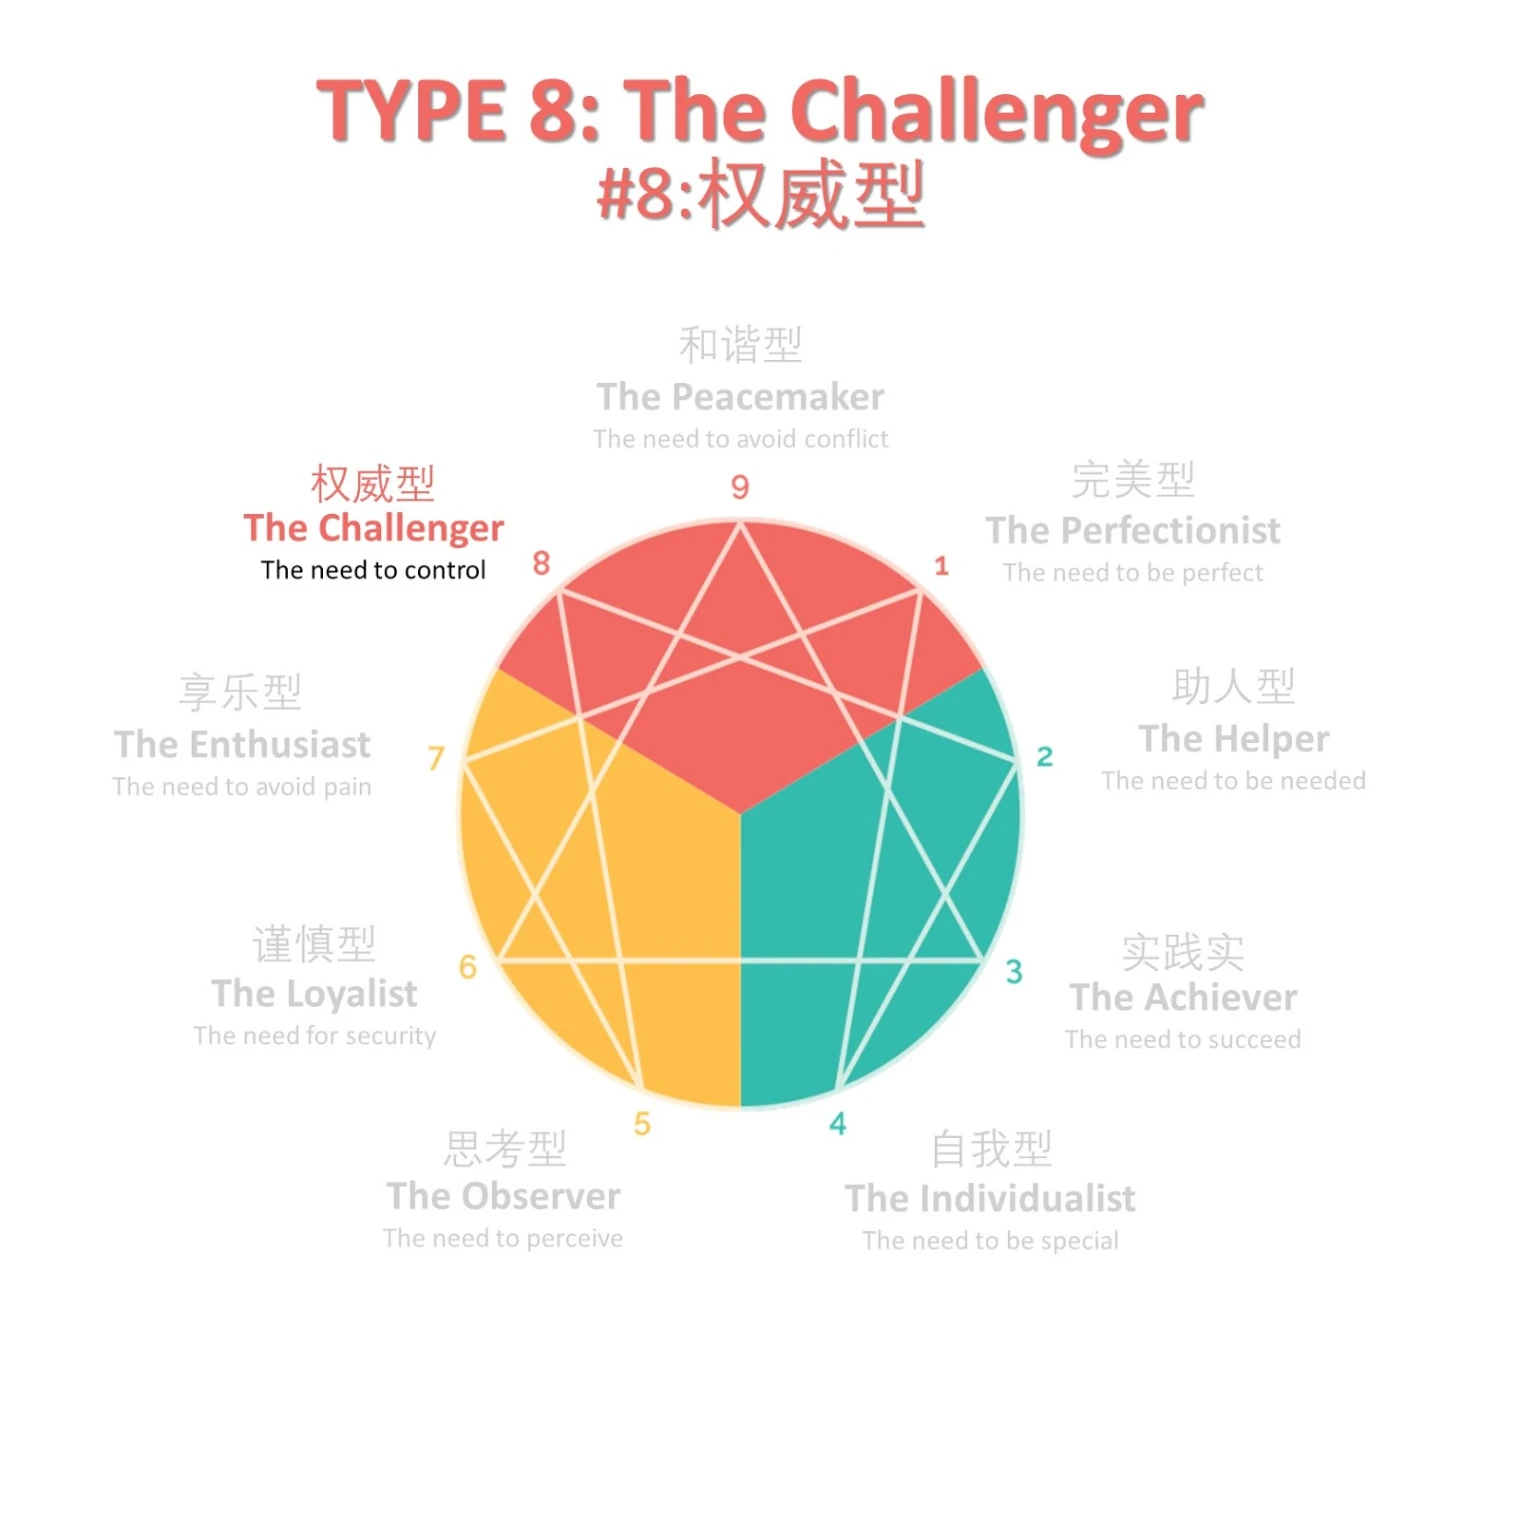 TYPE 8: The Challenger
#8:权威型
和谐型
The Peacemaker
The need to avoid conflict
9
权威型
The Challenger
The need to control
8
完美型
The Perfectionist
The need to be perfect
1
享乐型
The Enthusiast
The need to avoid pain
7
助人型
The Helper
The need to be needed
2
谨慎型
The Loyalist
The need for security
6
实践实
The Achiever
The need to succeed
3
5
思考型
The Observer
The need to perceive
4
自我型
The Individualist
The need to be special